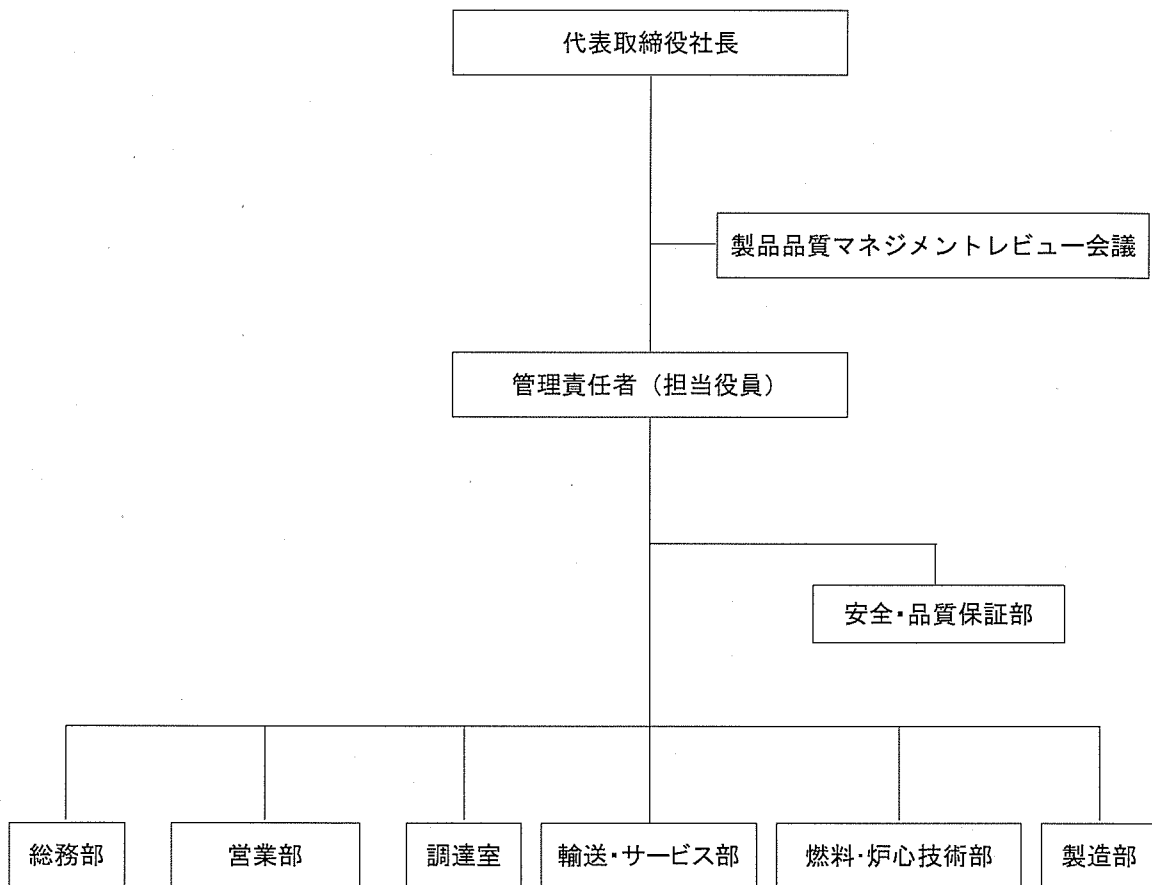 代表取締役社長
製品品質マネジメントレビュー会議
管理責任者（担当役員）
安全・品質保証部
総務部
営業部
調達室
輸送・サービス部
燃料・炉心技術部
製造部